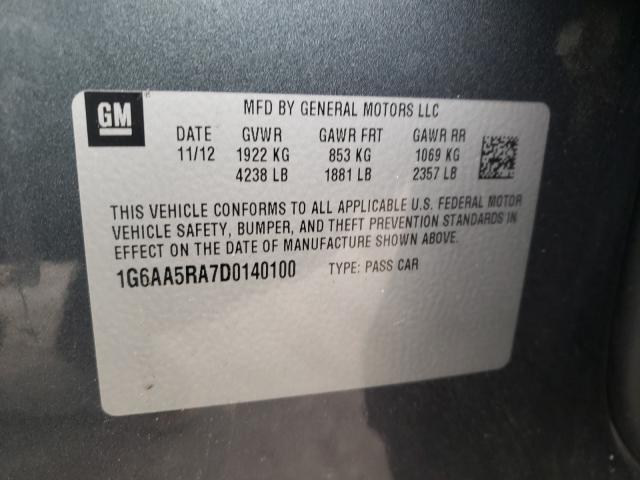 GM
MFD BY GENERAL MOTORS LLC
DATE GVWR GAWR FRT GAWR RR
11/12 1922 KG 853 KG 1069 KG
4238 LB 1881 LB 2357 LB
THIS VEHICLE CONFORMS TO ALL APPLICABLE U.S. FEDERAL MOTOR
VEHICLE SAFETY, BUMPER, AND THEFT PREVENTION STANDARDS IN
EFFECT ON THE DATE OF MANUFACTURE SHOWN ABOVE.
1G6AA5RA7D0140100 TYPE: PASS CAR